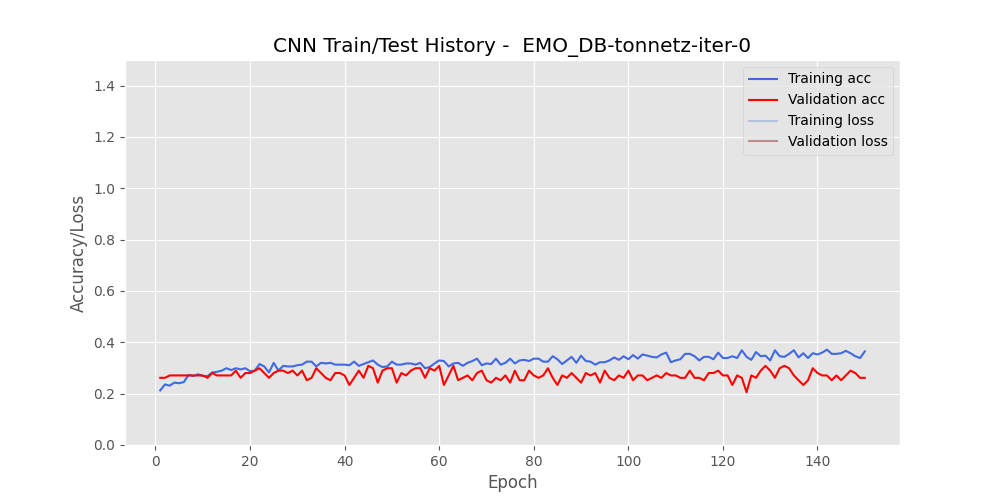 CNN Train/Test History -  EMO_DB-tonnetz-iter-0
Training acc
Validation acc
Training loss
Validation loss
Accuracy/Loss
1.4
1.2
1.0
0.8
0.6
0.4
0.2
0.0
0 20 40 60 80 100 120 140
Epoch